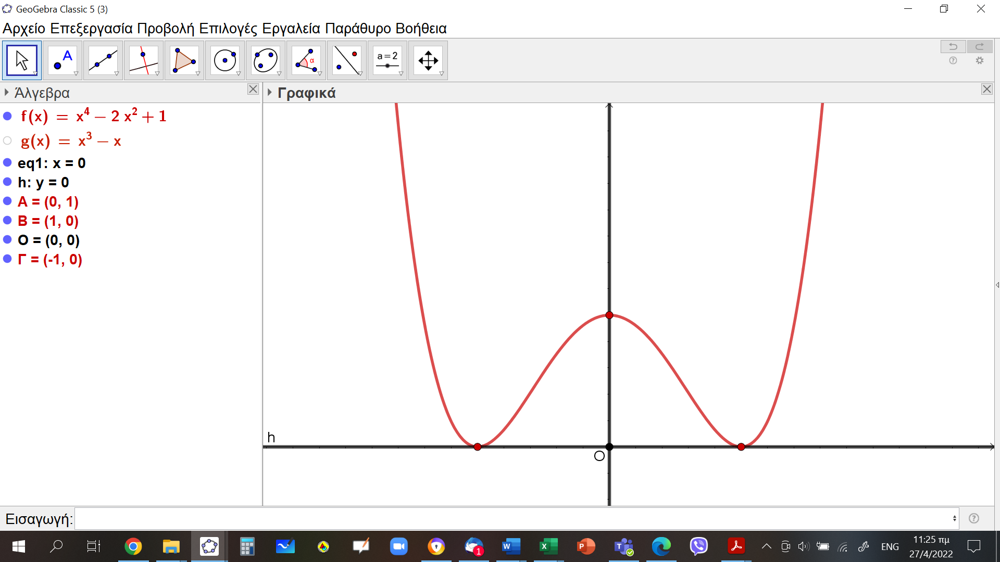 GeoGebra Classic 5 (3)
Αρχείο Επεξεργασία Προβολή Επιλογές Εργαλεία Παράθυρο Βοήθεια
A
α
a=2
Άλγεβρα
Γραφικά
f(x) = x⁴ − 2 x² + 1
g(x) = x³ − x
eq1: x = 0
h: y = 0
A = (0, 1)
B = (1, 0)
O = (0, 0)
Γ = (-1, 0)
h
O
Εισαγωγή:
1
ENG
11:25 πμ
27/4/2022